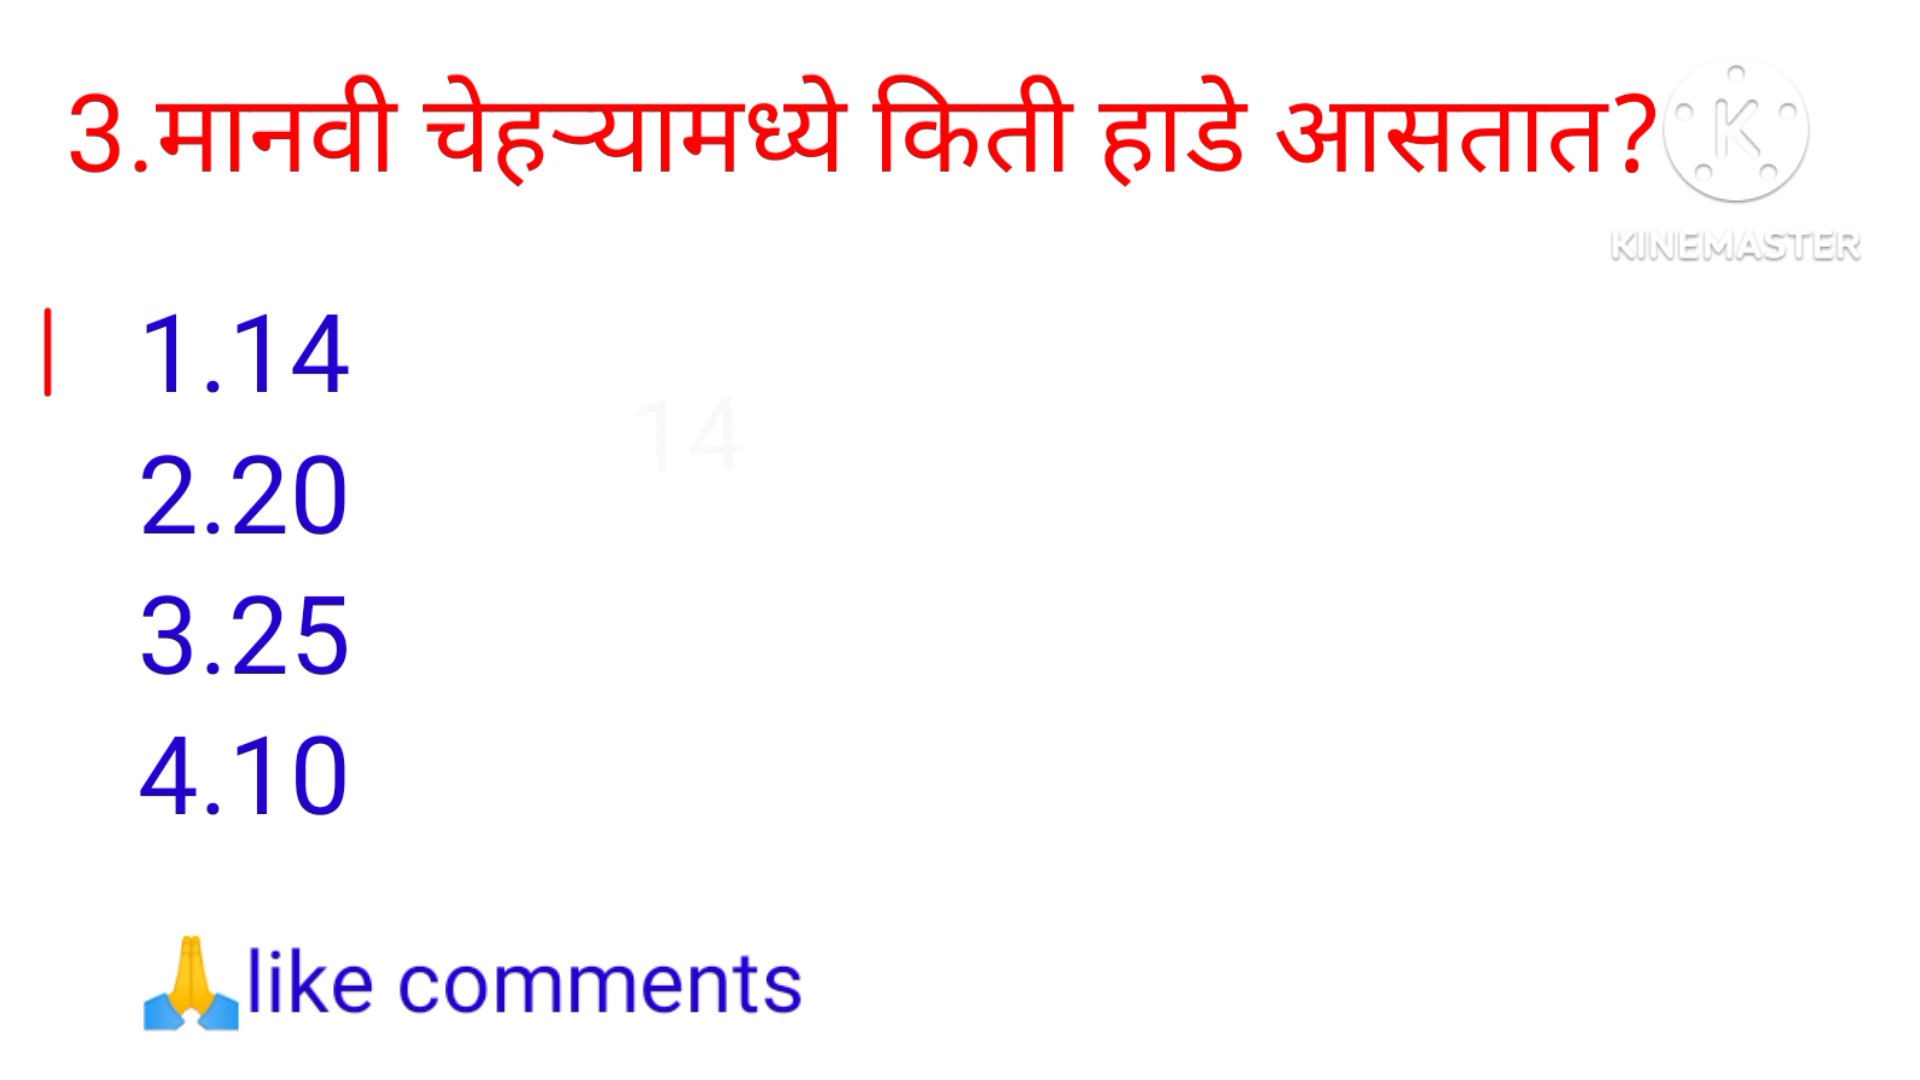 3.मानवी चेहऱ्यामध्ये किती हाडे आसतात?
KINEMASTER
1.14
14
2.20
3.25
4.10
🙏like comments